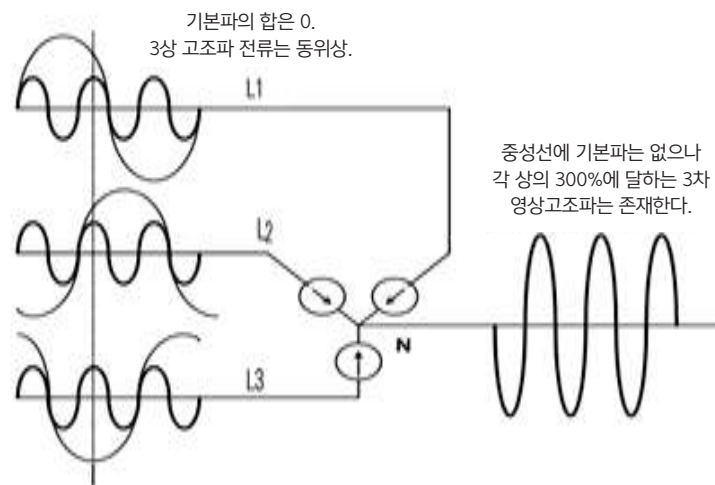 기본파의 합은 0.
3상 고조파 전류는 동위상.
L1
중성선에 기본파는 없으나
각 상의 300%에 달하는 3차
영상고조파는 존재한다.
L2
N
L3